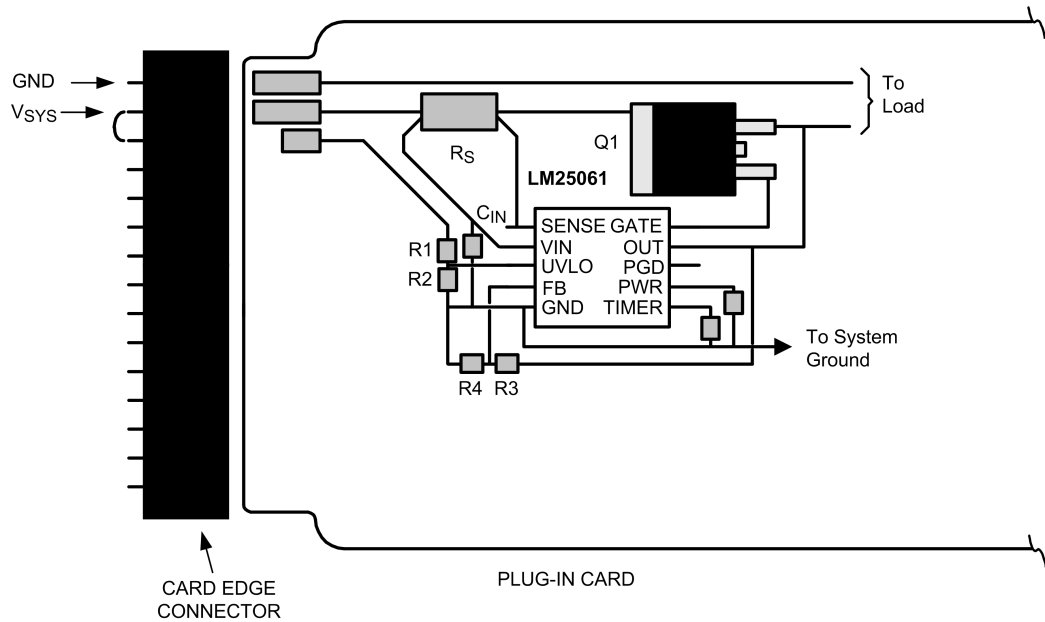 GND
VSYS
To
Load
Q1
RS
LM25061
CIN
SENSE GATE
R1
VIN OUT
UVLO PGD
R2
FB PWR
GND TIMER
To System
Ground
R4 R3
PLUG-IN CARD
CARD EDGE
CONNECTOR